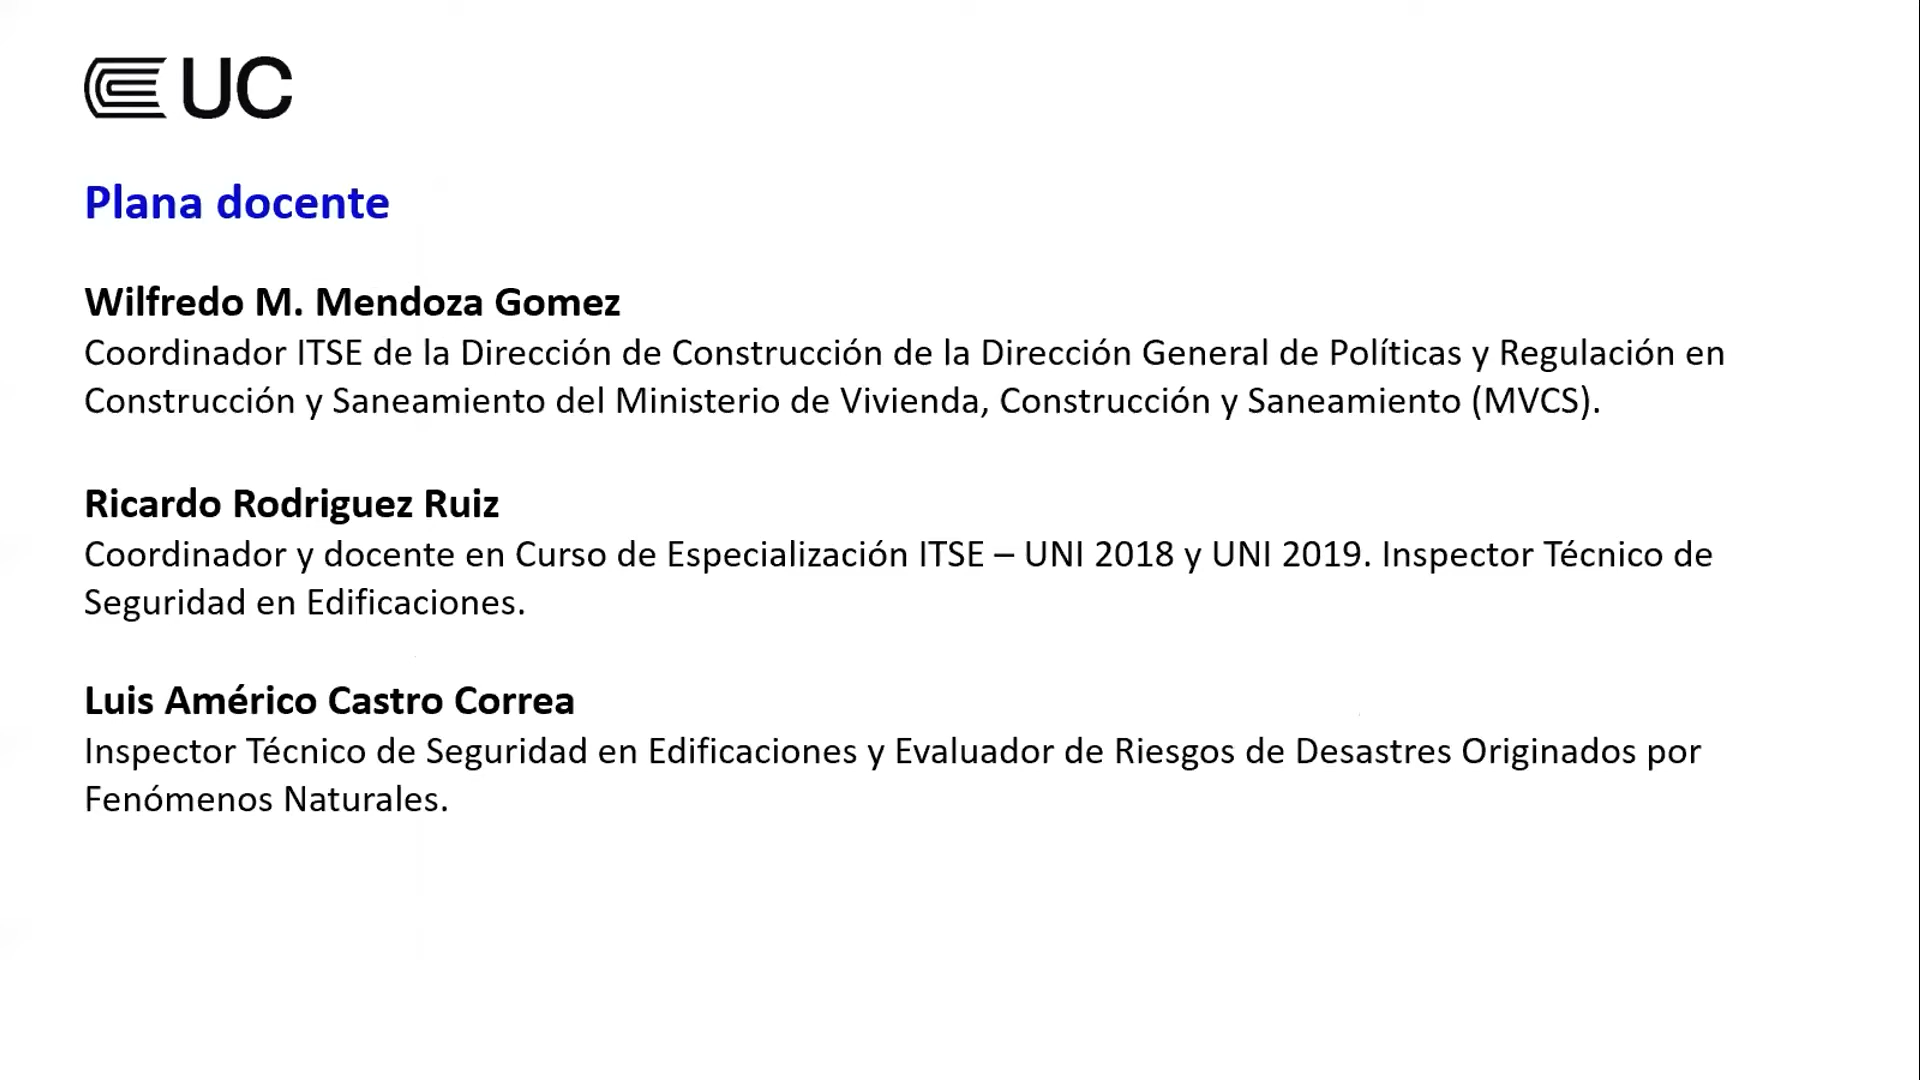 UC
Plana docente
Wilfredo M. Mendoza Gomez
Coordinador ITSE de la Dirección de Construcción de la Dirección General de Políticas y Regulación en
Construcción y Saneamiento del Ministerio de Vivienda, Construcción y Saneamiento (MVCS).
Ricardo Rodriguez Ruiz
Coordinador y docente en Curso de Especialización ITSE – UNI 2018 y UNI 2019. Inspector Técnico de
Seguridad en Edificaciones.
Luis Américo Castro Correa
Inspector Técnico de Seguridad en Edificaciones y Evaluador de Riesgos de Desastres Originados por
Fenómenos Naturales.